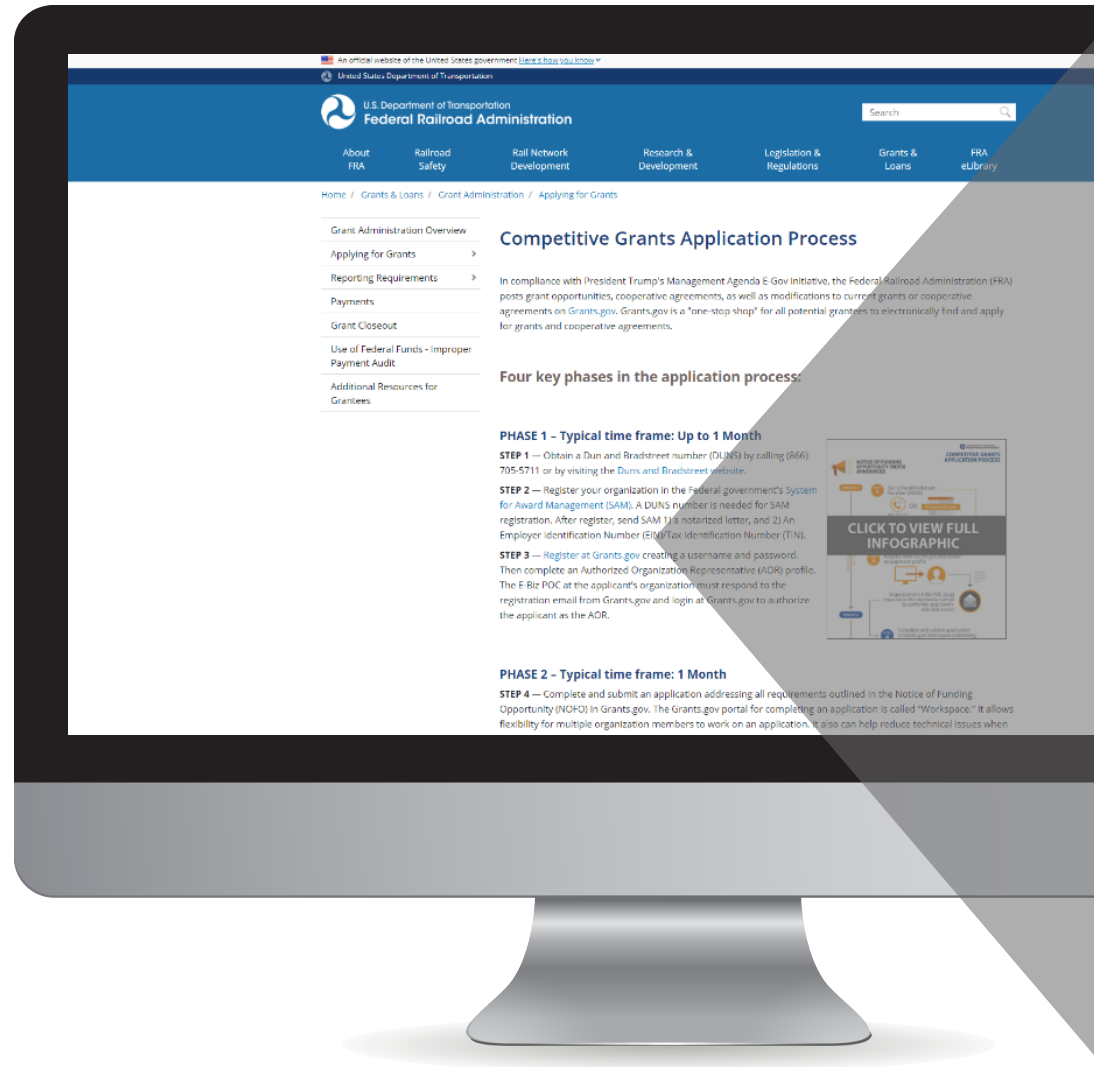 An official website of the United States government Here's how you know
United States Department of Transportation
U.S. Department of Transportation
Federal Railroad Administration
Search
About
FRA
Railroad
Safety
Rail Network
Development
Research &
Development
Legislation &
Regulations
Grants &
Loans
FRA
eLibrary
Home / Grants & Loans / Grant Administration / Applying for Grants
Grant Administration Overview
Applying for Grants
Reporting Requirements
Payments
Grant Closeout
Use of Federal Funds - Improper
Payment Audit
Additional Resources for
Grantees
Competitive Grants Application Process
In compliance with President Trump's Management Agenda E-Gov Initiative, the Federal Railroad Administration (FRA)
posts grant opportunities, cooperative agreements, as well as modifications to current grants or cooperative
agreements on Grants.gov. Grants.gov is a "one-stop shop" for all potential grantees to electronically find and apply
for grants and cooperative agreements.
Four key phases in the application process:
PHASE 1 – Typical time frame: Up to 1 Month
STEP 1 — Obtain a Dun and Bradstreet number (DUNS) by calling (866)
705-5711 or by visiting the Duns and Bradstreet website.
STEP 2 — Register your organization in the Federal government's System
for Award Management (SAM). A DUNS number is needed for SAM
registration. After register, send SAM 1) a notarized letter, and 2) An
Employer Identification Number (EIN)/Tax Identification Number (TIN).
STEP 3 — Register at Grants.gov creating a username and password.
Then complete an Authorized Organization Representative (AOR) profile.
The E-Biz POC at the applicant's organization must respond to the
registration email from Grants.gov and login at Grants.gov to authorize
the applicant as the AOR.
NOTICE OF FUNDING
OPPORTUNITY (NOFO)
ANNOUNCED
COMPETITIVE GRANTS
APPLICATION PROCESS
OR
CLICK TO VIEW FULL
INFOGRAPHIC
PHASE 2 – Typical time frame: 1 Month
STEP 4 — Complete and submit an application addressing all requirements outlined in the Notice of Funding
Opportunity (NOFO) in Grants.gov. The Grants.gov portal for completing an application is called "Workspace." It allows
flexibility for multiple organization members to work on an application. It also can help reduce technical issues when